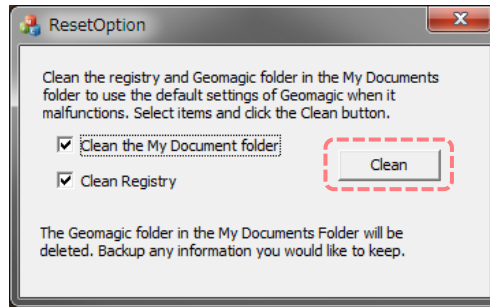 ResetOption
Clean the registry and Geomagic folder in the My Documents
folder to use the default settings of Geomagic when it
malfunctions. Select items and click the Clean button.
Clean the My Document folder
Clean
Clean Registry
The Geomagic folder in the My Documents Folder will be
deleted. Backup any information you would like to keep.